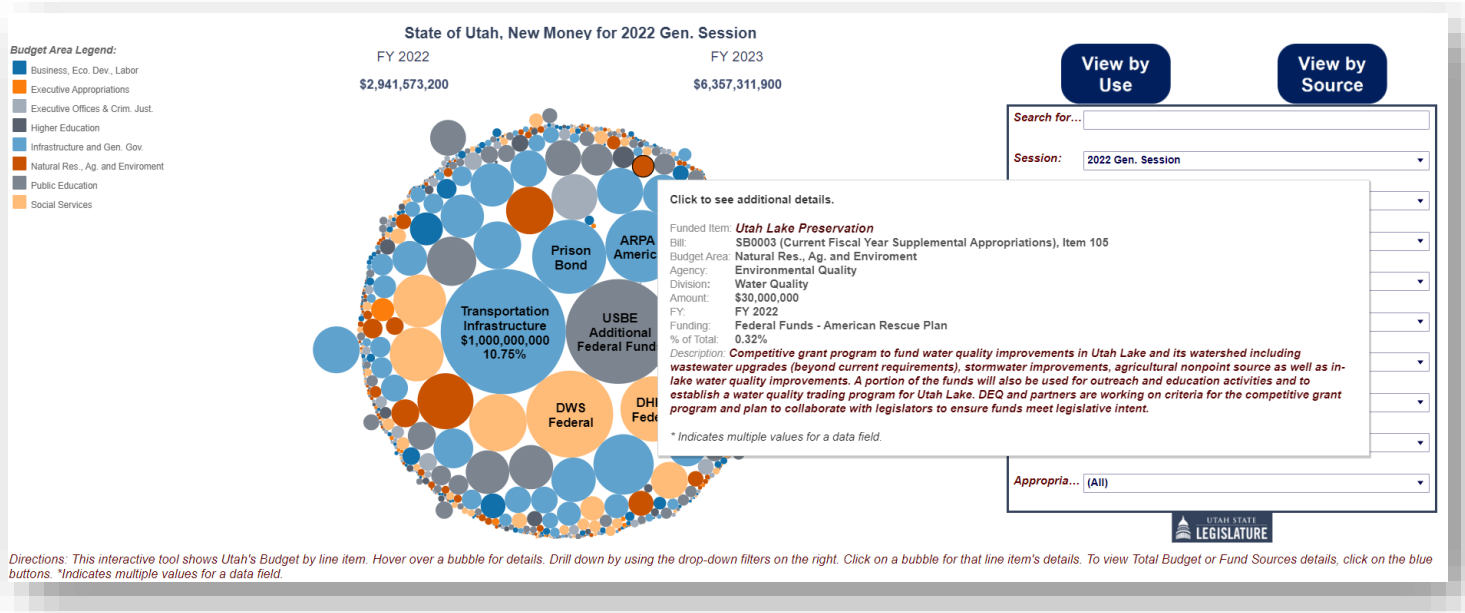 State of Utah, New Money for 2022 Gen. Session
FY 2022
FY 2023
$2,941,573,200
$6,357,311,900
Budget Area Legend:
Business, Eco. Dev., Labor
Executive Appropriations
Executive Offices & Crim. Just.
Higher Education
Infrastructure and Gen. Gov.
Natural Res., Ag. and Enviroment
Public Education
Social Services
View by
Use
View by
Source
Search for...
Session:
2022 Gen. Session
Prison
Bond
ARPA
Americ
Transportation
Infrastructure
$1,000,000,000
10.75%
USBE
Additional
Federal Fund
DWS
Federal
DH
Fede
Click to see additional details.
Funded Item: Utah Lake Preservation
Bill: SB0003 (Current Fiscal Year Supplemental Appropriations), Item 105
Budget Area: Natural Res., Ag. and Enviroment
Agency: Environmental Quality
Division: Water Quality
Amount: $30,000,000
FY: FY 2022
Funding: Federal Funds - American Rescue Plan
% of Total: 0.32%
Description: Competitive grant program to fund water quality improvements in Utah Lake and its watershed including
wastewater upgrades (beyond current requirements), stormwater improvements, agricultural nonpoint source as well as in-
lake water quality improvements. A portion of the funds will also be used for outreach and education activities and to
establish a water quality trading program for Utah Lake. DEQ and partners are working on criteria for the competitive grant
program and plan to collaborate with legislators to ensure funds meet legislative intent.
* Indicates multiple values for a data field.
Appropria...
(All)
UTAH STATE
LEGISLATURE
Directions: This interactive tool shows Utah's Budget by line item. Hover over a bubble for details. Drill down by using the drop-down filters on the right. Click on a bubble for that line item's details. To view Total Budget or Fund Sources details, click on the blue
buttons. *Indicates multiple values for a data field.